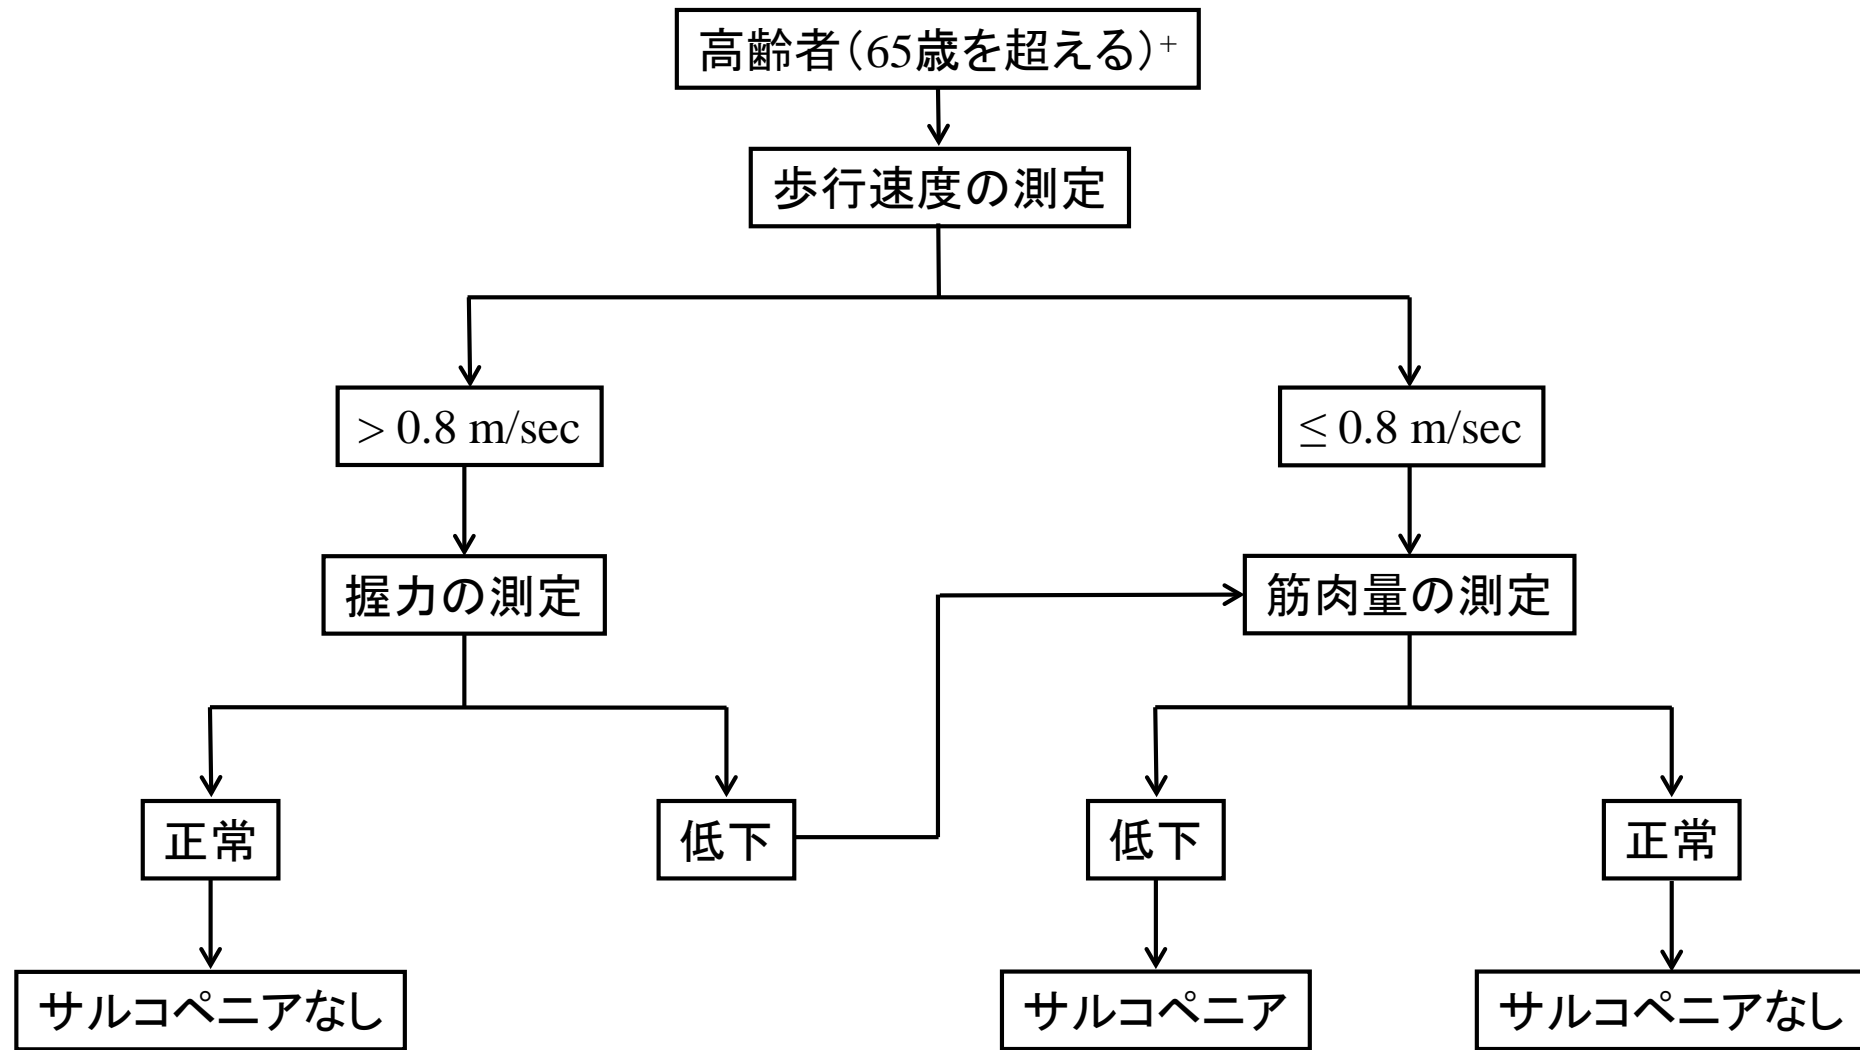 高齢者（65歳を超える）+
歩行速度の測定
> 0.8 m/sec
≤ 0.8 m/sec
握力の測定
筋肉量の測定
正常
低下
低下
正常
サルコペニアなし
サルコペニア
サルコペニアなし